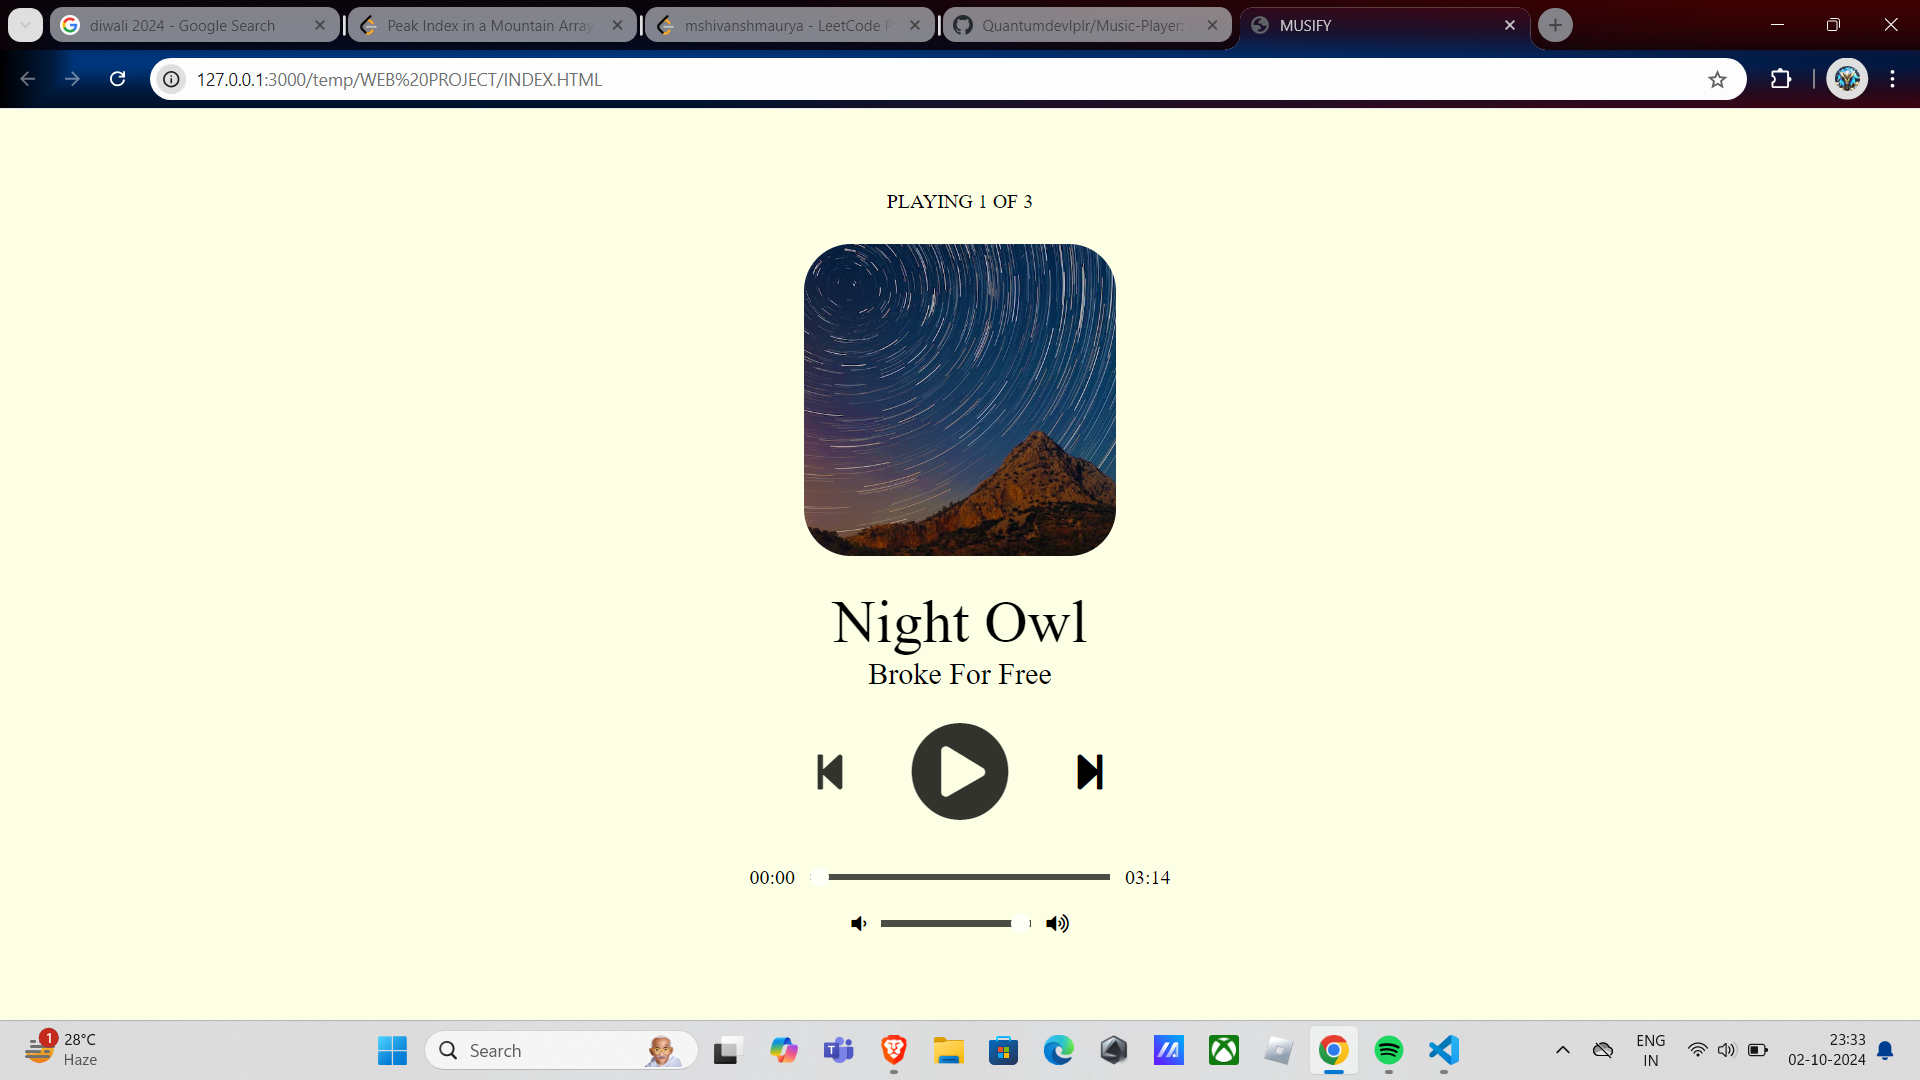 diwali 2024 - Google Search
Peak Index in a Mountain Array
mshivanshmaurya - LeetCode P
Quantumdevlplr/Music-Player:
MUSIFY
127.0.0.1:3000/temp/WEB%20PROJECT/INDEX.HTML
PLAYING 1 OF 3
Night Owl
Broke For Free
00:00
03:14
1
28°C
Haze
Search
ENG
IN
23:33
02-10-2024